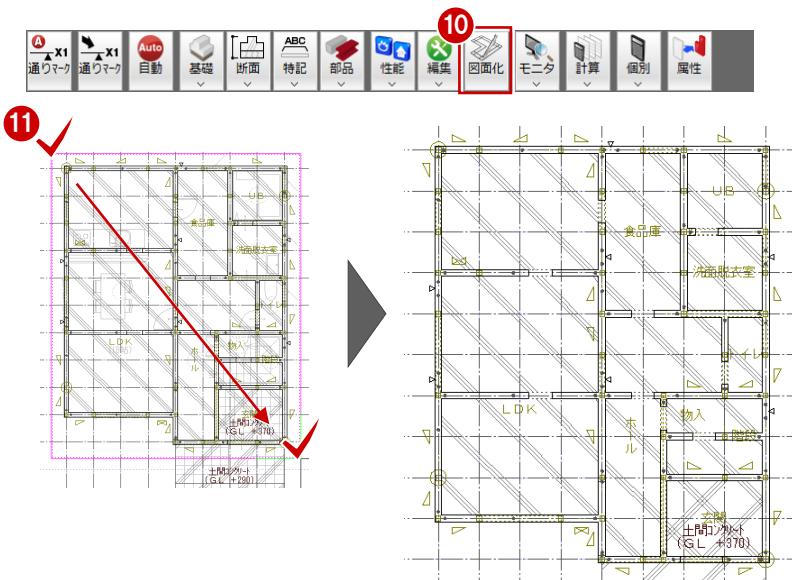 10
A X1 X1 Auto ABC
通りマーク 通りマーク 自動 基礎 断面 特記 部品 性能 編集 図面化 モニタ 計算 個別 属性
11
UB
食品庫
洗面脱衣室
トイレ
LDK
ホール
物入
階段
玄関
土間コンクリート
(GL +370)
土間コンクリート
(GL +290)
UB
食品庫
洗面脱衣室
トイレ
LDK
ホール
物入
階段
玄関
土間コンクリート
(GL +370)